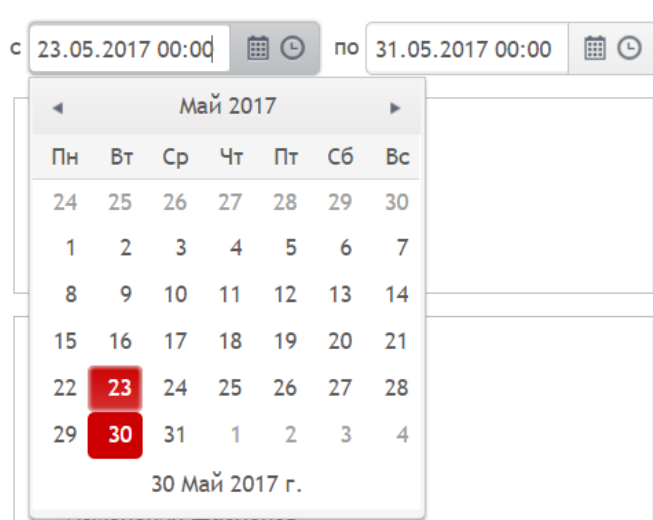 с 23.05.2017 00:00 по 31.05.2017 00:00
Май 2017
Пн Вт Ср Чт Пт Сб Вс
24 25 26 27 28 29 30
1 2 3 4 5 6 7
8 9 10 11 12 13 14
15 16 17 18 19 20 21
22 23 24 25 26 27 28
29 30 31 1 2 3 4
30 Май 2017 г.